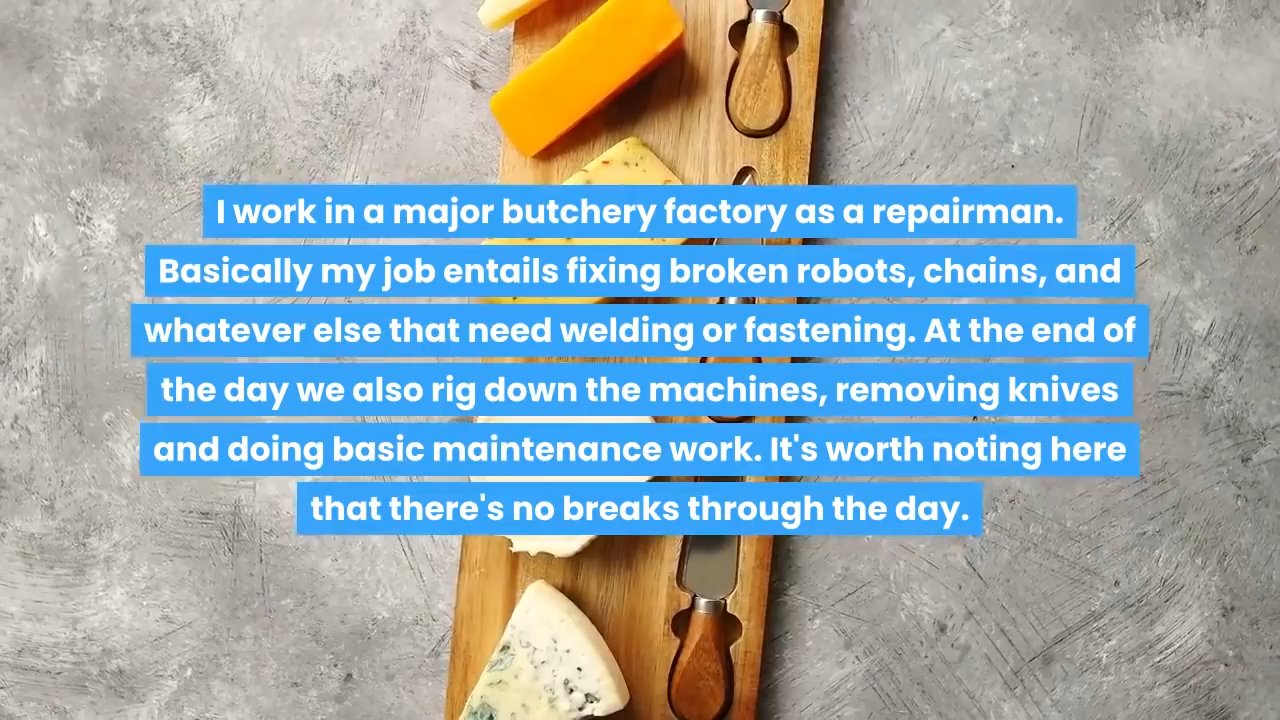 I work in a major butchery factory as a repairman.
Basically my job entails fixing broken robots, chains, and
whatever else that need welding or fastening. At the end of
the day we also rig down the machines, removing knives
and doing basic maintenance work. It's worth noting here
that there's no breaks through the day.